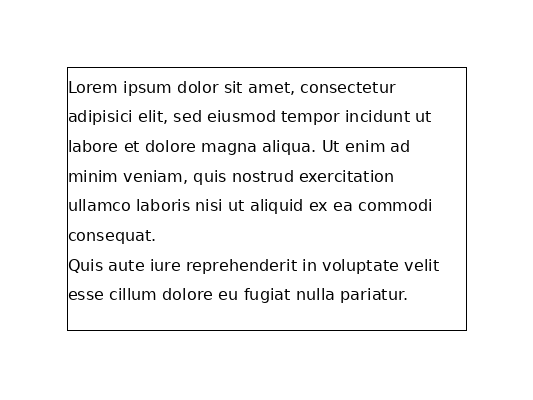 Lorem ipsum dolor sit amet, consectetur
adipisici elit, sed eiusmod tempor incidunt ut
labore et dolore magna aliqua. Ut enim ad
minim veniam, quis nostrud exercitation
ullamco laboris nisi ut aliquid ex ea commodi
consequat.
Quis aute iure reprehenderit in voluptate velit
esse cillum dolore eu fugiat nulla pariatur.